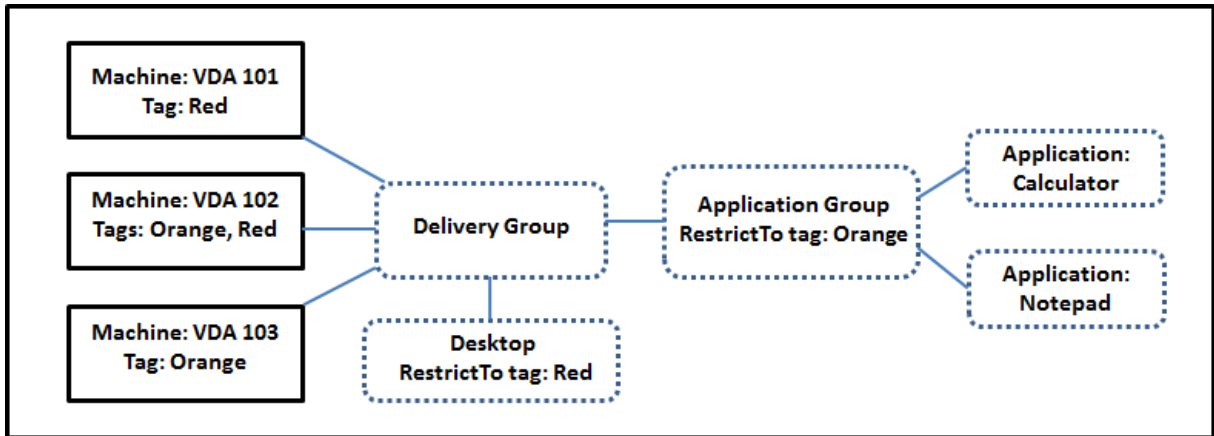 Machine: VDA 101
Tag: Red
Machine: VDA 102
Tags: Orange, Red
Machine: VDA 103
Tag: Orange
Delivery Group
Desktop
RestrictTo tag: Red
Application Group
RestrictTo tag: Orange
Application:
Calculator
Application:
Notepad